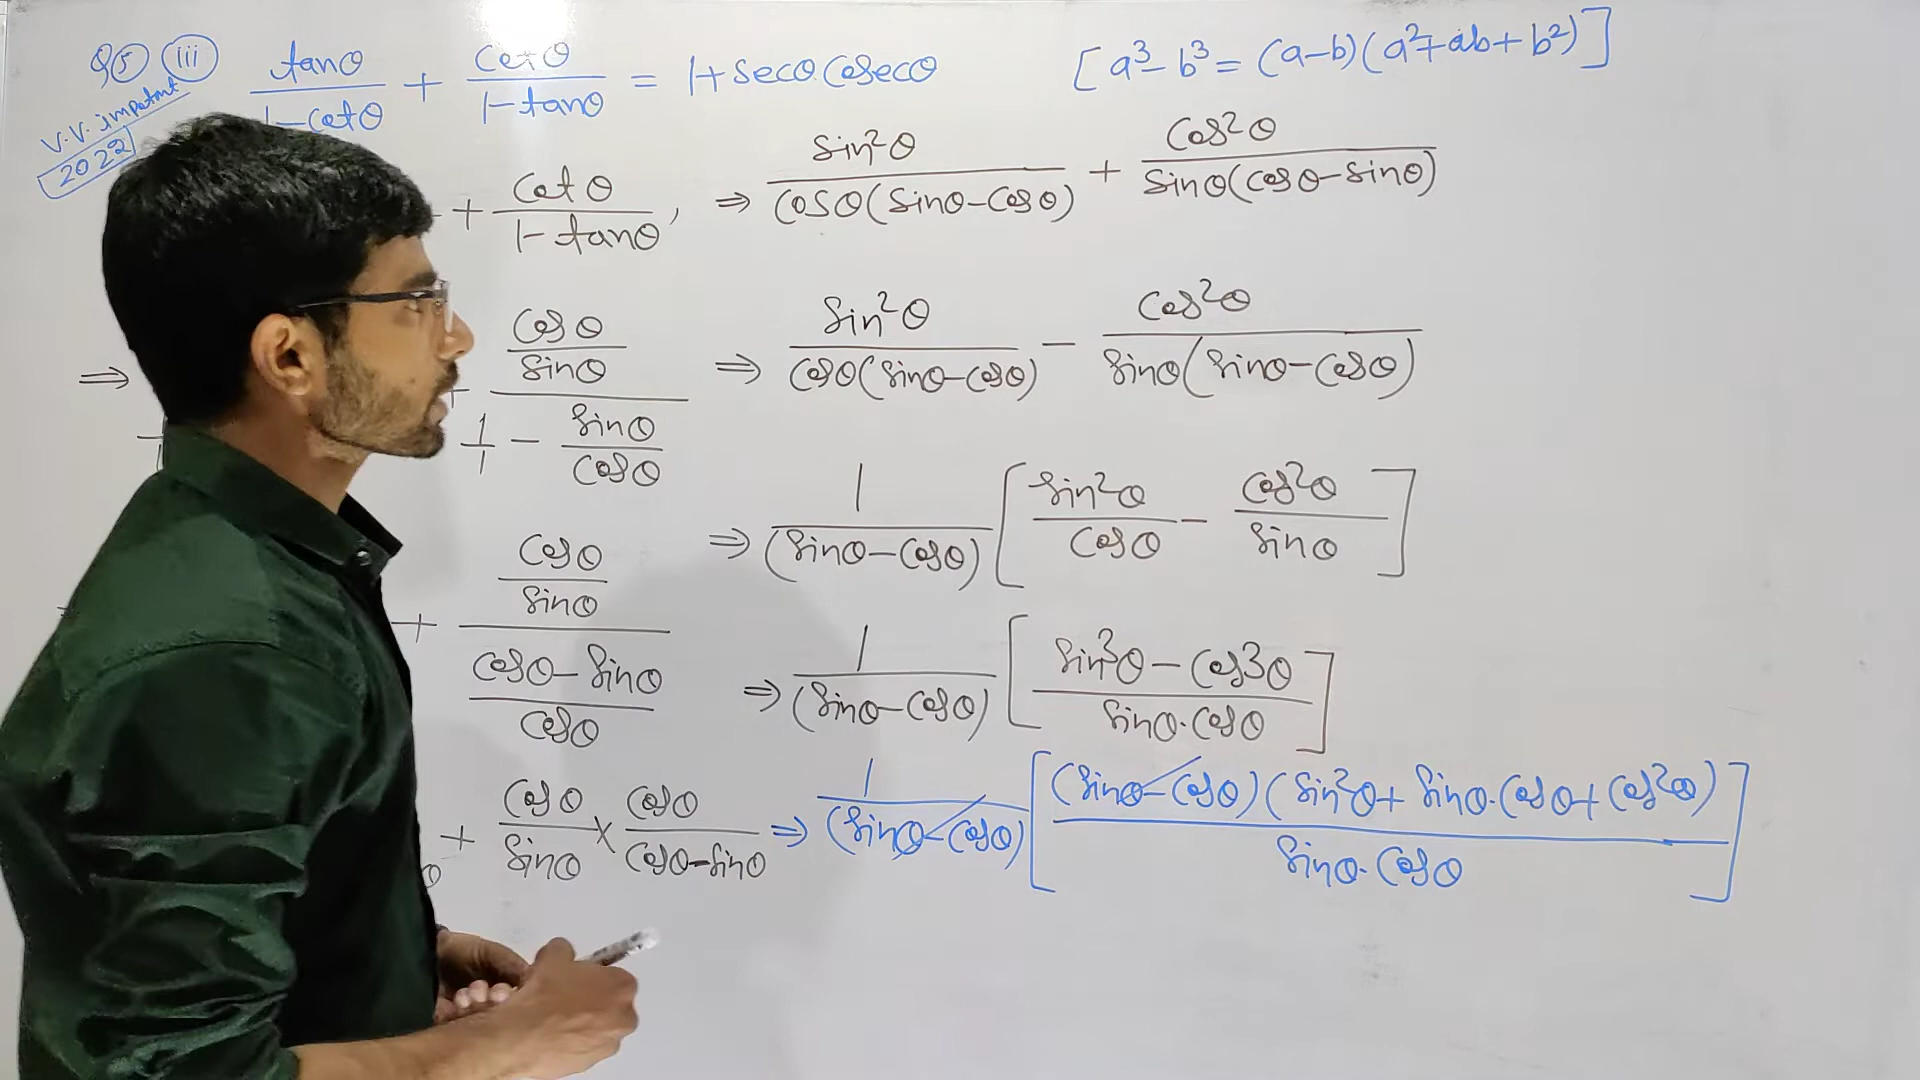 Q5 (iii) tanθ/(1-cotθ) + cotθ/(1-tanθ) = 1+secθ.cosecθ
[a³-b³=(a-b)(a²+ab+b²)]
V.V. impotant
2022
+ cotθ/(1-tanθ),
⇒ + (cosθ/sinθ)/(1/1 - sinθ/cosθ)
+ (cosθ/sinθ)/((cosθ-sinθ)/cosθ)
+ cosθ/sinθ × cosθ/(cosθ-sinθ)
⇒ sin²θ/(cosθ(sinθ-cosθ)) + cos²θ/(sinθ(cosθ-sinθ))
⇒ sin²θ/(cosθ(sinθ-cosθ)) - cos²θ/(sinθ(sinθ-cosθ))
⇒ 1/(sinθ-cosθ) [sin²θ/cosθ - cos²θ/sinθ]
⇒ 1/(sinθ-cosθ) [(sin³θ-cos³θ)/(sinθ.cosθ)]
⇒ 1/(sinθ-cosθ) [(sinθ-cosθ)(sin²θ+sinθ.cosθ+cos²θ)/(sinθ.cosθ)]